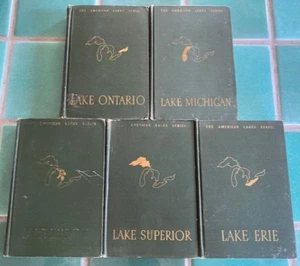 THE AMERICAN LAKES SERIES
LAKE ONTARIO
THE AMERICAN LAKES SERIES
LAKE MICHIGAN
AMERICAN LAKES SERIES
AMERICAN LAKES SERIES
LAKE SUPERIOR
THE AMERICAN LAKES SERIES
LAKE ERIE